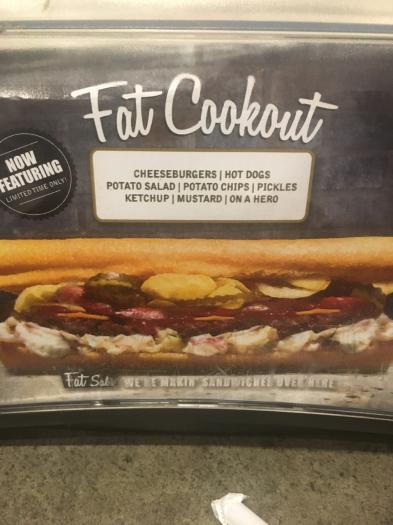 Fat Cookout
NOW
FEATURING
LIMITED TIME ONLY!
CHEESEBURGERS | HOT DOGS
POTATO SALAD | POTATO CHIPS | PICKLES
KETCHUP | MUSTARD | ON A HERO
Fat Sal's WE'RE MAKIN' SANDWICHES OVER HERE